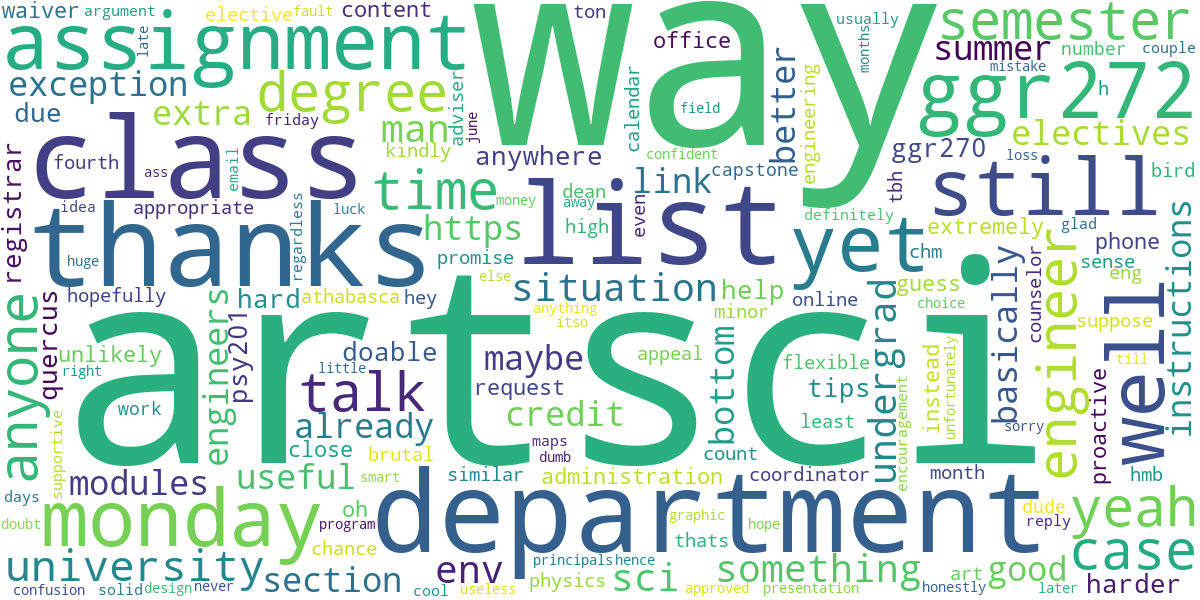 waiver argument elective fault content ton way usually semester
assignment late office months summer number couple
exception mistake
degree adviser calendar better engineering field ggr272 h
due extra friday man june confident electives
class kindly anywhere link capstone ggr270 loss
fourth ass email time money dean away even tbh still bird
registrar idea appropriate luck list high definitely extremely glad
thanks regardless https yet chm phone instructions
huge promise sense
else situation help guess counselor eng
hopefully hard athabasca hey anything itso minor online undergrad choice basically engineer suppose well
anyone quercus engineers psy201 artsci
unlikely doable maybe appeal flexible instead till
right little bottom unfortunately
work talk request tips proactive
already credit least encouragement sorry
close brutal maps dumb count
supportive modules useful smart similar administration coordinator month hmb
days oh department dude yeah
doubt monday program graphic reply
chance hope thats case
university section env principals hence something art good
physics sci harder
confusion solid design never cool useless approved presentation honestly later